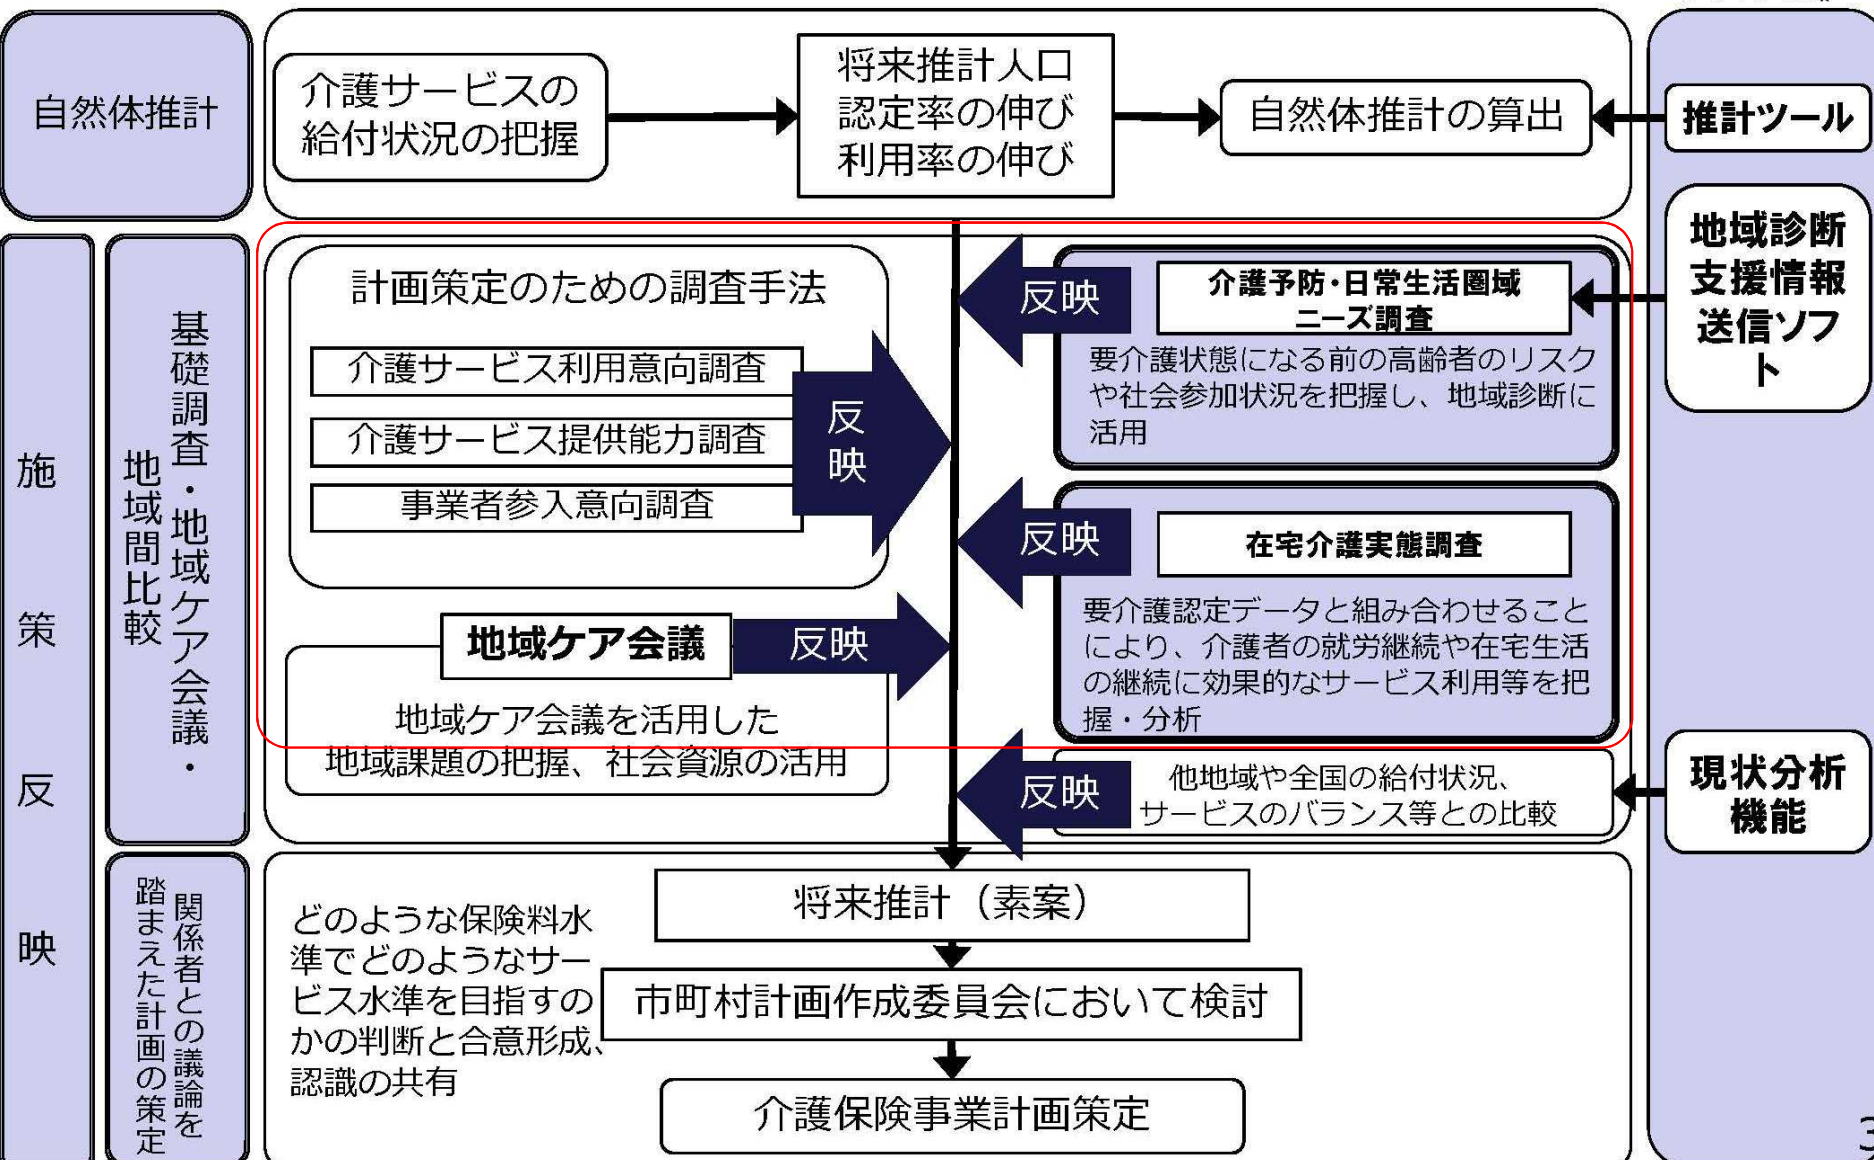 自然体推計
介護サービスの
給付状況の把握
将来推計人口
認定率の伸び
利用率の伸び
自然体推計の算出
推計ツール
施策反映
基礎調査・地域ケア会議・
地域間比較
計画策定のための調査手法
介護サービス利用意向調査
介護サービス提供能力調査
事業者参入意向調査
反
映
地域ケア会議
反映
地域ケア会議を活用した
地域課題の把握、社会資源の活用
反映
介護予防・日常生活圏域
ニーズ調査
要介護状態になる前の高齢者のリスク
や社会参加状況を把握し、地域診断に
活用
反映
在宅介護実態調査
要介護認定データと組み合わせること
により、介護者の就労継続や在宅生活
の継続に効果的なサービス利用等を把
握・分析
反映
他地域や全国の給付状況、
サービスのバランス等との比較
地域診断
支援情報
送信ソフ
ト
現状分析
機能
関係者との議論を
踏まえた計画の策定
どのような保険料水
準でどのようなサー
ビス水準を目指すの
かの判断と合意形成、
認識の共有
将来推計（素案）
市町村計画作成委員会において検討
介護保険事業計画策定
3